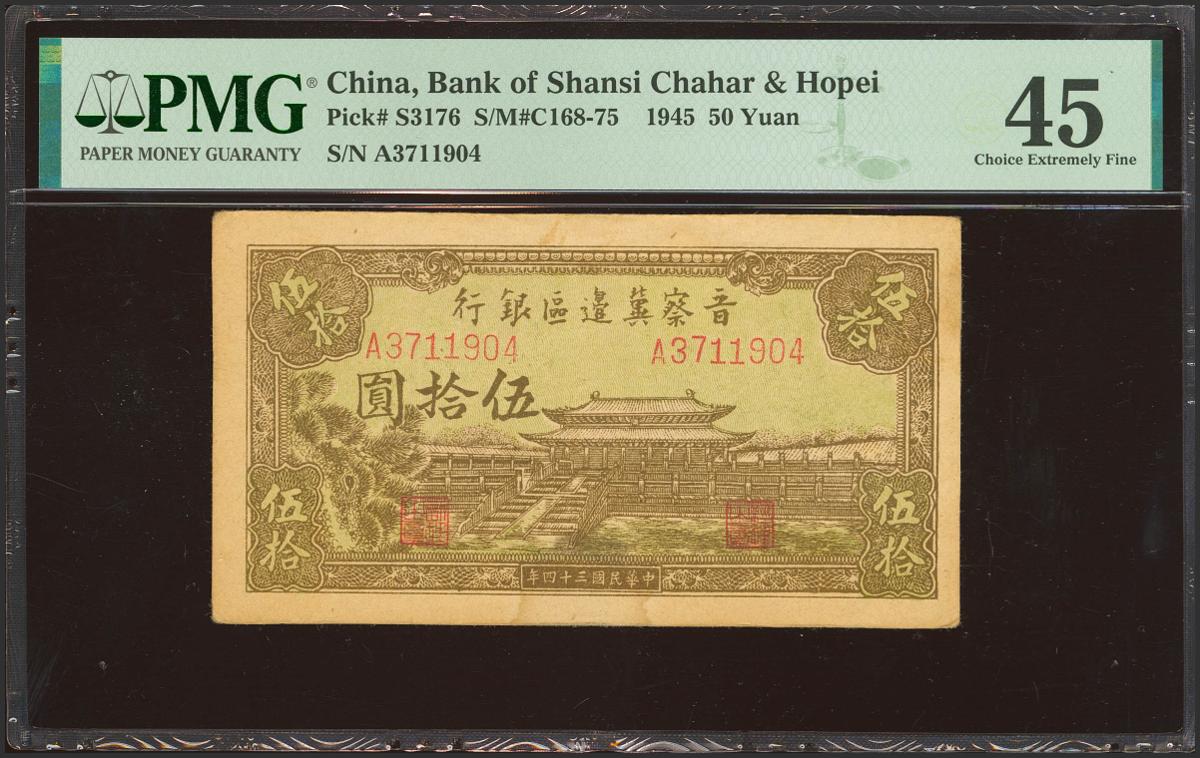 PMG®
PAPER MONEY GUARANTY
China, Bank of Shansi Chahar & Hopei
Pick# S3176 S/M#C168-75 1945 50 Yuan
S/N A3711904
45
Choice Extremely Fine
伍拾
伍拾
晉察冀邊區銀行
A3711904
A3711904
伍拾圓
伍拾
伍拾
中華民國三十四年